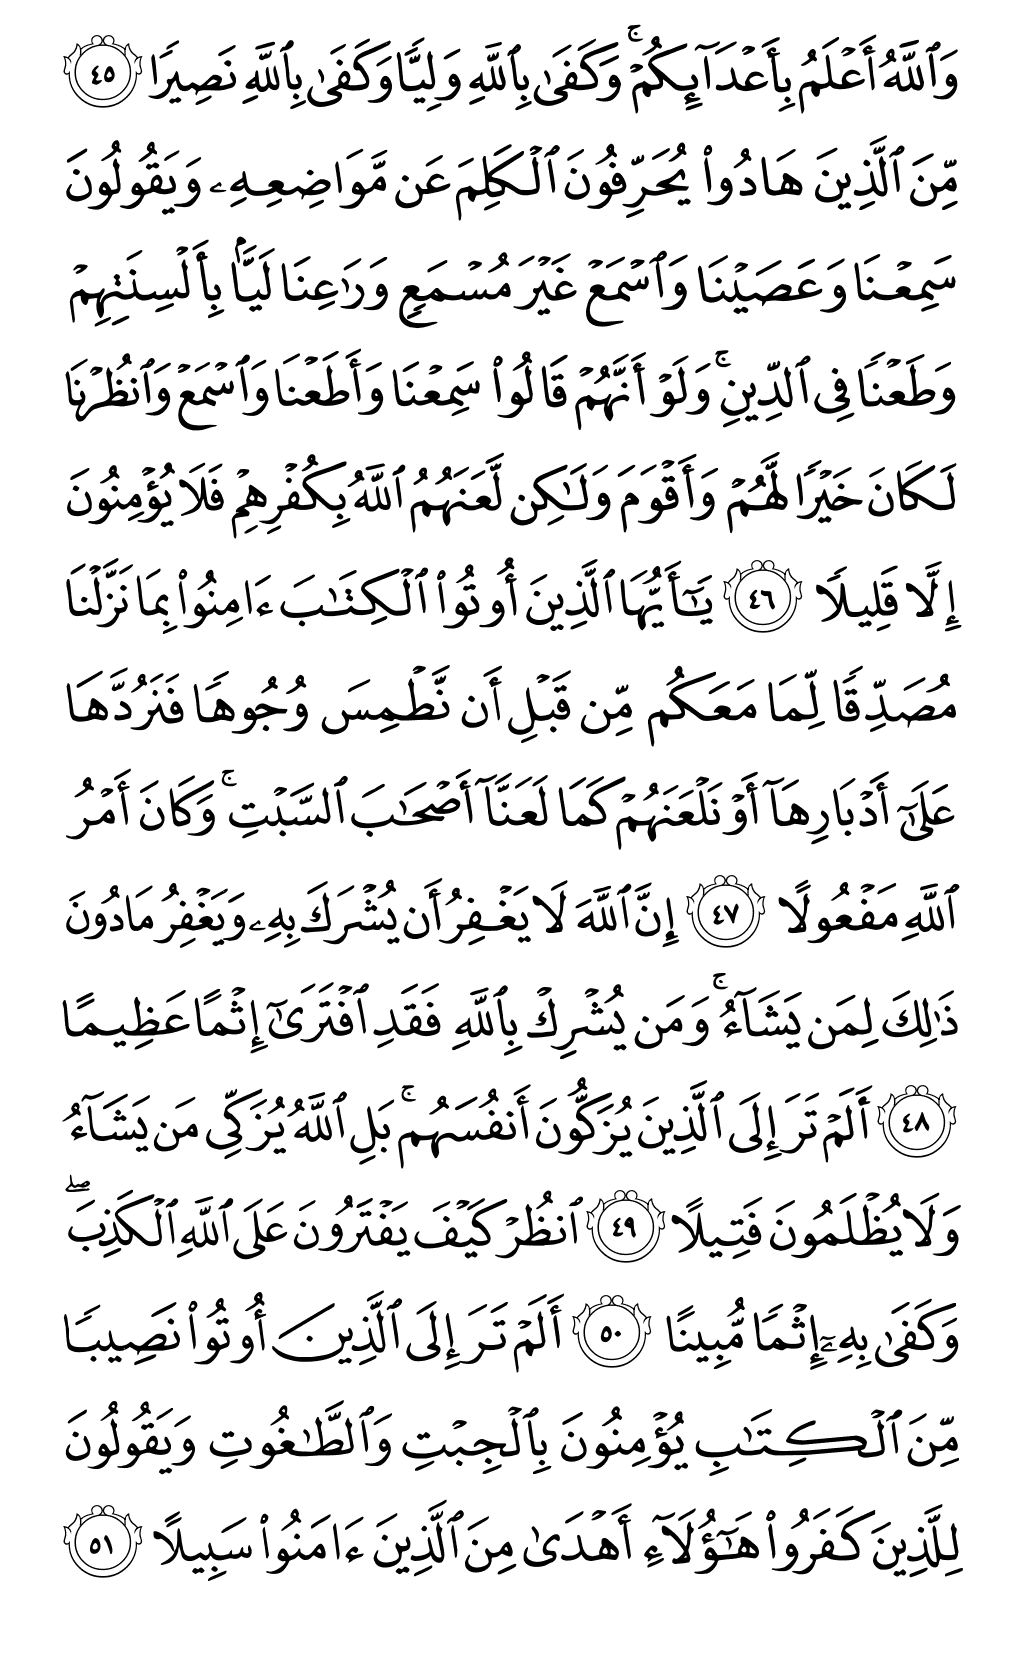 وَٱللَّهُ أَعۡلَمُ بِأَعۡدَآئِكُمۡۚ وَكَفَىٰ بِٱللَّهِ وَلِيّٗا وَكَفَىٰ بِٱللَّهِ نَصِيرٗا ٤٥
مِّنَ ٱلَّذِينَ هَادُواْ يُحَرِّفُونَ ٱلۡكَلِمَ عَن مَّوَاضِعِهِۦ وَيَقُولُونَ
سَمِعۡنَا وَعَصَيۡنَا وَٱسۡمَعۡ غَيۡرَ مُسۡمَعٖ وَرَٰعِنَا لَيَّۢا بِأَلۡسِنَتِهِمۡ
وَطَعۡنٗا فِي ٱلدِّينِۚ وَلَوۡ أَنَّهُمۡ قَالُواْ سَمِعۡنَا وَأَطَعۡنَا وَٱسۡمَعۡ وَٱنظُرۡنَا
لَكَانَ خَيۡرٗا لَّهُمۡ وَأَقۡوَمَ وَلَٰكِن لَّعَنَهُمُ ٱللَّهُ بِكُفۡرِهِمۡ فَلَا يُؤۡمِنُونَ
إِلَّا قَلِيلٗا ٤٦ يَٰٓأَيُّهَا ٱلَّذِينَ أُوتُواْ ٱلۡكِتَٰبَ ءَامِنُواْ بِمَا نَزَّلۡنَا
مُصَدِّقٗا لِّمَا مَعَكُم مِّن قَبۡلِ أَن نَّطۡمِسَ وُجُوهٗا فَنَرُدَّهَا
عَلَىٰٓ أَدۡبَارِهَآ أَوۡ نَلۡعَنَهُمۡ كَمَا لَعَنَّآ أَصۡحَٰبَ ٱلسَّبۡتِۚ وَكَانَ أَمۡرُ
ٱللَّهِ مَفۡعُولًا ٤٧ إِنَّ ٱللَّهَ لَا يَغۡفِرُ أَن يُشۡرَكَ بِهِۦ وَيَغۡفِرُ مَا دُونَ
ذَٰلِكَ لِمَن يَشَآءُۚ وَمَن يُشۡرِكۡ بِٱللَّهِ فَقَدِ ٱفۡتَرَىٰٓ إِثۡمًا عَظِيمًا
٤٨ أَلَمۡ تَرَ إِلَى ٱلَّذِينَ يُزَكُّونَ أَنفُسَهُمۚ بَلِ ٱللَّهُ يُزَكِّي مَن يَشَآءُ
وَلَا يُظۡلَمُونَ فَتِيلًا ٤٩ ٱنظُرۡ كَيۡفَ يَفۡتَرُونَ عَلَى ٱللَّهِ ٱلۡكَذِبَۖ
وَكَفَىٰ بِهِۦٓ إِثۡمٗا مُّبِينًا ٥٠ أَلَمۡ تَرَ إِلَى ٱلَّذِينَ أُوتُواْ نَصِيبٗا
مِّنَ ٱلۡكِتَٰبِ يُؤۡمِنُونَ بِٱلۡجِبۡتِ وَٱلطَّٰغُوتِ وَيَقُولُونَ
لِلَّذِينَ كَفَرُواْ هَٰٓؤُلَآءِ أَهۡدَىٰ مِنَ ٱلَّذِينَ ءَامَنُواْ سَبِيلًا ٥١